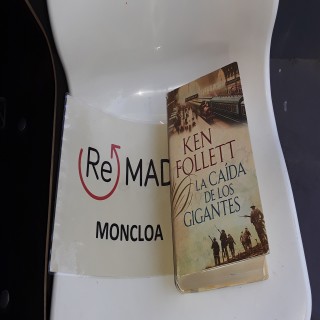 Re MAD
MONCLOA
KEN
FOLLETT
LA CAÍDA
DE LOS
GIGANTES